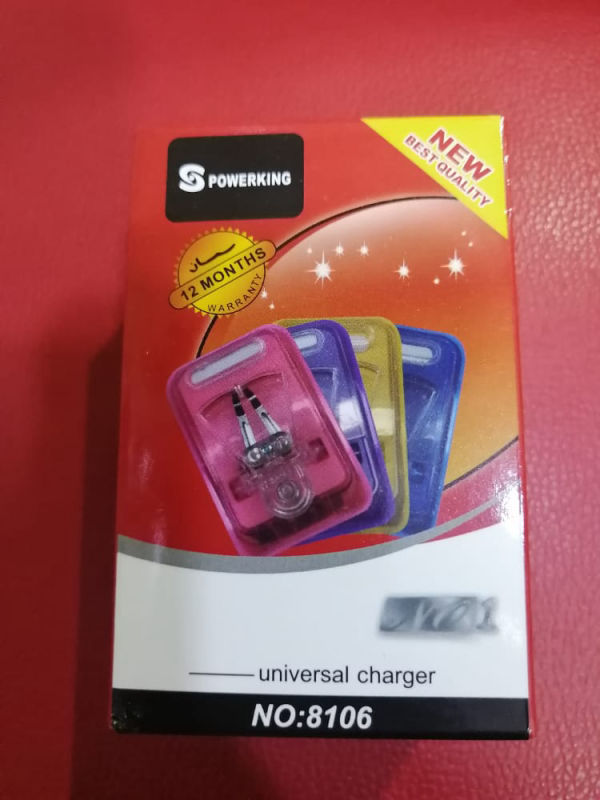 POWERKING
NEW
BEST QUALITY
12 MONTHS
WARRANTY
universal charger
NO:8106